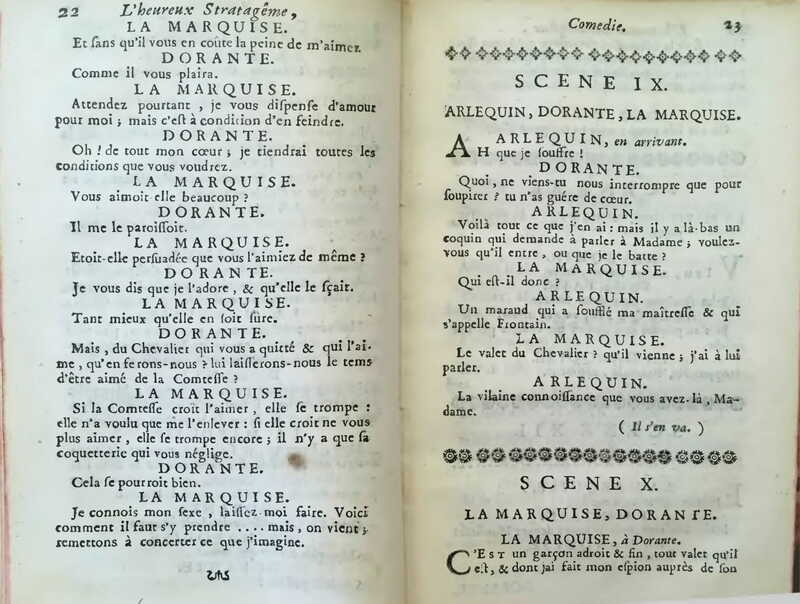 22 L'heureux Stratagême,
LA MARQUISE.
Et ſans qu'il vous en coûte la peine de m'aimez.
DORANTE.
Comme il vous plaira.
LA MARQUISE.
Attendez pourtant , je vous diſpenſe d'amour
pour moi ; mais c'eſt à condition d'en feindre.
DORANTE.
Oh ! de tout mon cœur ; je tiendrai toutes les
conditions que vous voudrez.
LA MARQUISE.
Vous aimoit elle beaucoup ?
DORANTE.
Il me le paroiſſoit.
LA MARQUISE.
Etoit-elle perſuadée que vous l'aimiez de même ?
DORANTE.
Je vous dis que je l'adore , & qu'elle le ſçait.
LA MARQUISE.
Tant mieux qu'elle en ſoit ſure.
DORANTE.
Mais , du Chevalier qui vous a quitté & qui l'ai-
me , qu'en ferons-nous ? lui laiſſerons-nous le tems
d'être aimé de la Comteſſe ?
LA MARQUISE.
Si la Comteſſe croit l'aimer , elle ſe trompe :
elle n'a voulu que me l'enlever : ſi elle croit ne vous
plus aimer , elle ſe trompe encore ; il n'y a que ſa
coquetterie qui vous néglige.
DORANTE.
Cela ſe pourroit bien.
LA MARQUISE.
Je connois mon ſexe , laiſſez-moi faire. Voici
comment il faut s'y prendre .... mais , on vient ;
remettons à concerter ce que j'imagine.
Comedie. 23
SCENE IX.
ARLEQUIN, DORANTE, LA MARQUISE.
ARLEQUIN, en arrivant.
AH que je ſouffre !
DORANTE.
Quoi , ne viens-tu nous interrompre que pour
ſoupirer ? tu n'as guére de cœur.
ARLEQUIN.
Voilà tout ce que j'en ai : mais il y a là-bas un
coquin qui demande à parler à Madame ; voulez-
vous qu'il entre , ou que je le batte ?
LA MARQUISE.
Qui eſt-il donc ?
ARLEQUIN.
Un maraud qui a ſoufflé ma maîtreſſe & qui
s'appelle Frontain.
LA MARQUISE.
Le valet du Chevalier ? qu'il vienne ; j'ai à lui
parler.
ARLEQUIN.
La vilaine connoiſſance que vous avez-là , Ma-
dame.
( Il s'en va. )
SCENE X.
LA MARQUISE, DORANTE.
LA MARQUISE, à Dorante.
C'EST un garçon adroit & fin , tout valet qu'il
eſt, & dont jai fait mon eſpion auprès de ſon